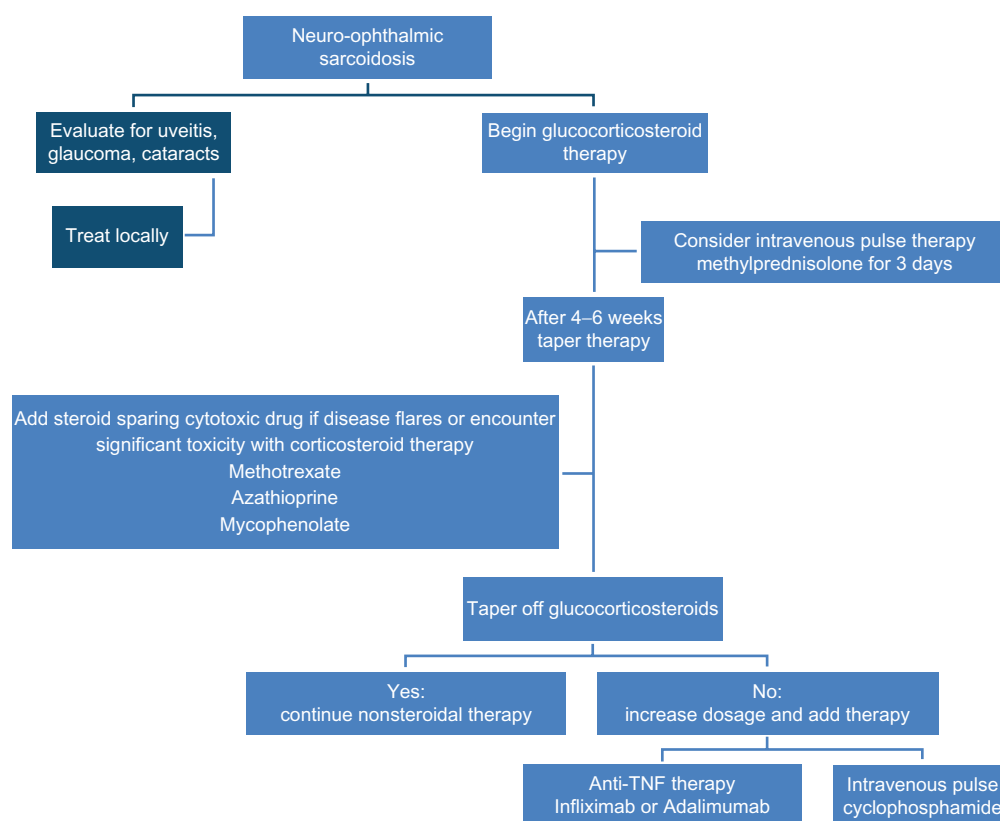 Neuro-ophthalmic
sarcoidosis
Evaluate for uveitis,
glaucoma, cataracts
Begin glucocorticosteroid
therapy
Treat locally
Consider intravenous pulse therapy
methylprednisolone for 3 days
After 4–6 weeks
taper therapy
Add steroid sparing cytotoxic drug if disease flares or encounter
significant toxicity with corticosteroid therapy
Methotrexate
Azathioprine
Mycophenolate
Taper off glucocorticosteroids
Yes:
continue nonsteroidal therapy
No:
increase dosage and add therapy
Anti-TNF therapy
Infliximab or Adalimumab
Intravenous pulse
cyclophosphamide